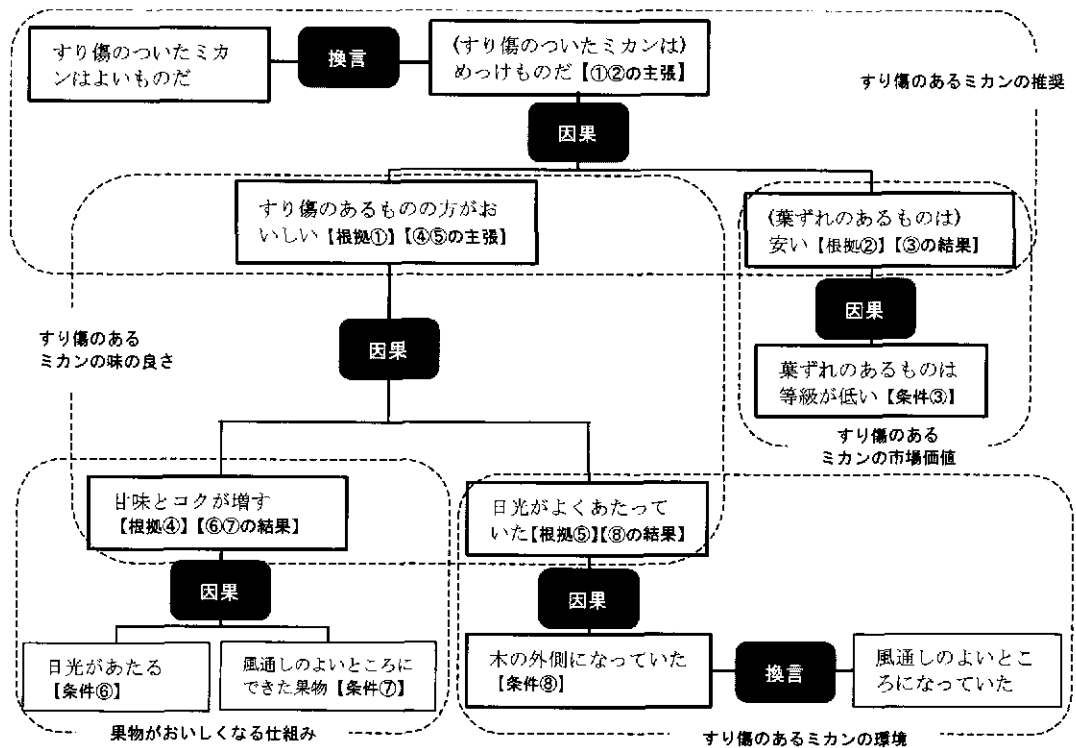 すり傷のついたミカ
ンはよいものだ
換言
(すり傷のついたミカンは)
めっけものだ【①②の主張】
すり傷のあるミカンの推奨
因果
すり傷のあるものの方がお
いしい【根拠①】【④⑤の主張】
(葉ずれのあるものは)
安い【根拠②】【③の結果】
すり傷のある
ミカンの味の良さ
因果
因果
葉ずれのあるものは
等級が低い【条件③】
すり傷のある
ミカンの市場価値
甘味とコクが増す
【根拠④】【⑥⑦の結果】
日光がよくあたって
いた【根拠⑤】【⑧の結果】
因果
因果
日光があたる
【条件⑥】
風通しのよいところに
できた果物【条件⑦】
木の外側になっていた
【条件⑧】
換言
風通しのよいとこ
ろになっていた
果物がおいしくなる仕組み
すり傷のあるミカンの環境